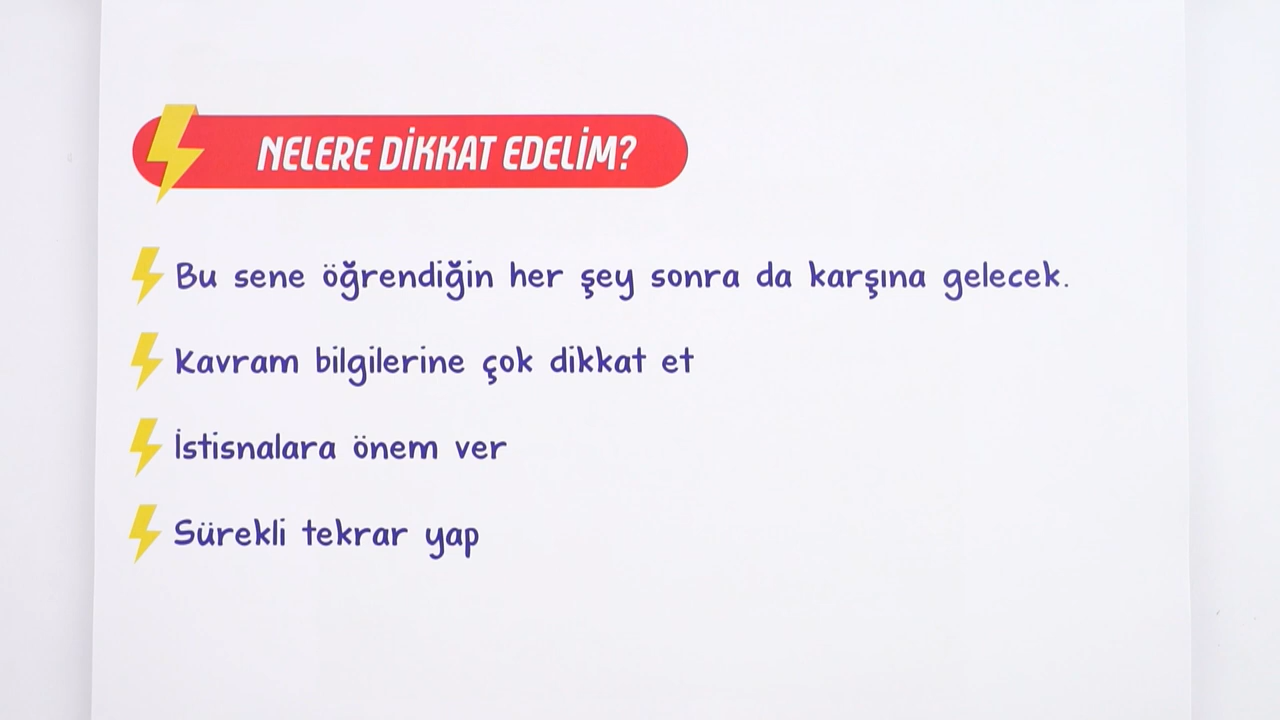 NELERE DİKKAT EDELİM?
Bu sene öğrendiğin her şey sonra da karşına gelecek.
Kavram bilgilerine çok dikkat et
İstisnalara önem ver
Sürekli tekrar yap